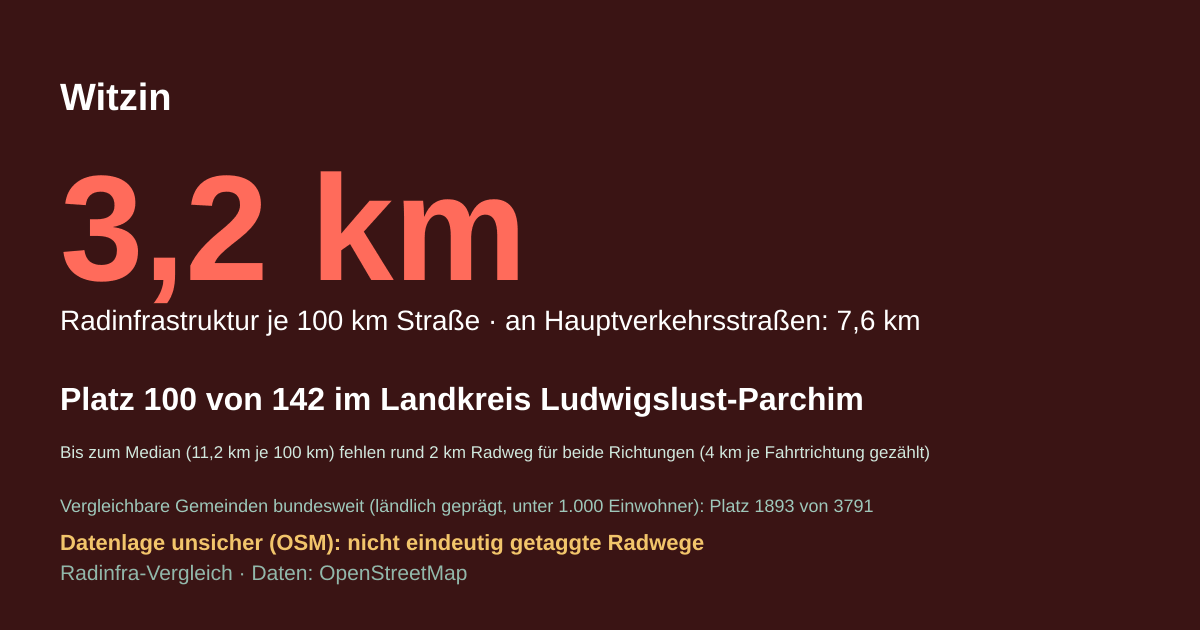 Witzin
3,2 km
Radinfrastruktur je 100 km Straße · an Hauptverkehrsstraßen: 7,6 km
Platz 100 von 142 im Landkreis Ludwigslust-Parchim
Bis zum Median (11,2 km je 100 km) fehlen rund 2 km Radweg für beide Richtungen (4 km je Fahrtrichtung gezählt)
Vergleichbare Gemeinden bundesweit (ländlich geprägt, unter 1.000 Einwohner): Platz 1893 von 3791
Datenlage unsicher (OSM): nicht eindeutig getaggte Radwege
Radinfra-Vergleich · Daten: OpenStreetMap